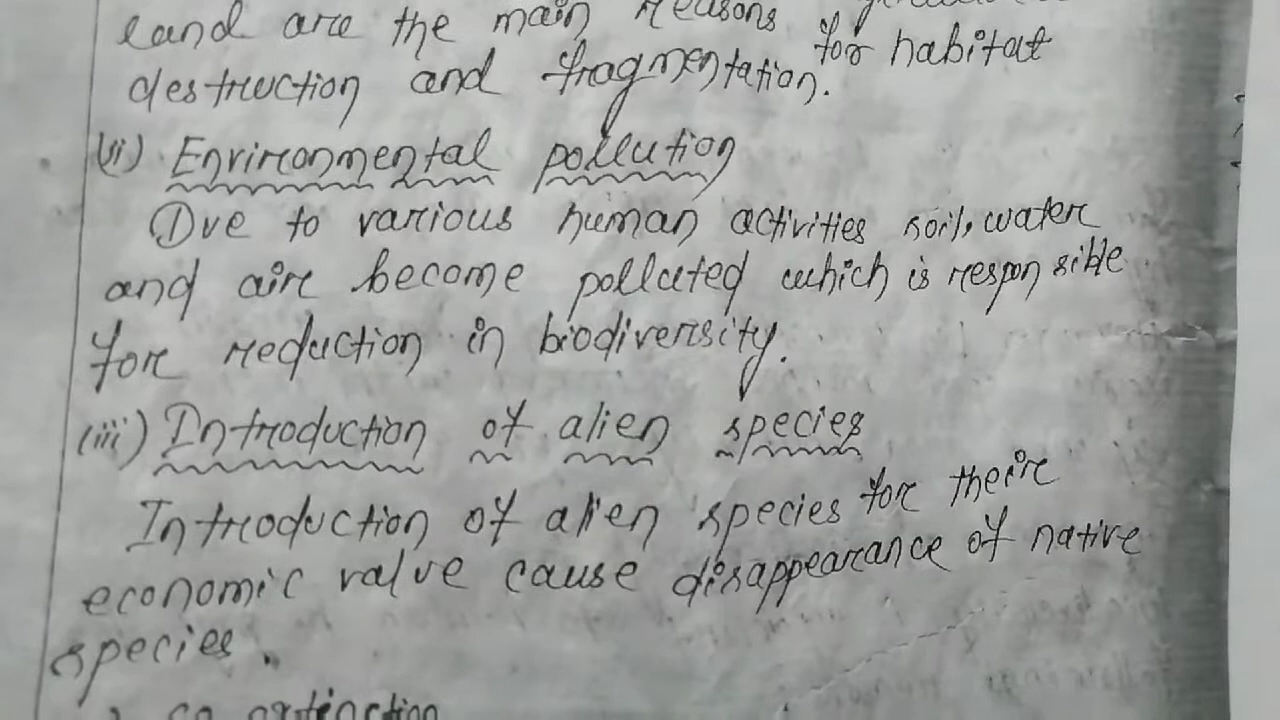 land are the main reasons
for habitat
destruction and fragmentation.
(ii) Environmental pollution
Due to various human activities soil, water
and air become polluted which is responsible
for reduction in biodiversity.
(iii) Introduction of alien species
Introduction of alien species for their
economic value cause disappearance of native
species.
co extinction